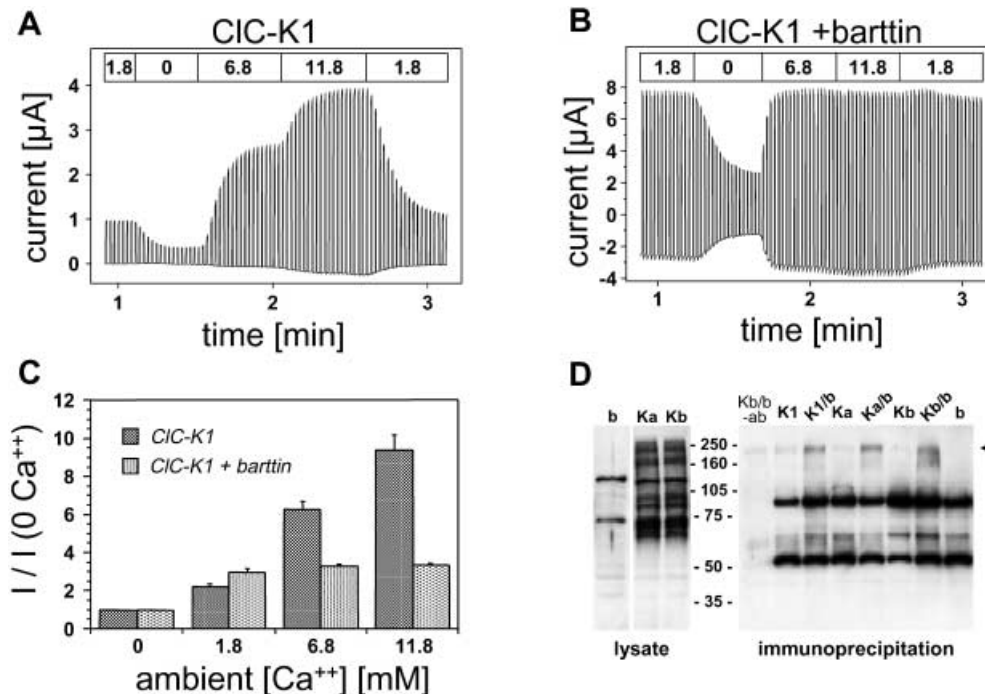 A
ClC-K1
1.8 0 6.8 11.8 1.8
current [µA]
4
3
2
1
0
1 2 3
time [min]
B
ClC-K1 +barttin
1.8 0 6.8 11.8 1.8
current [µA]
8
6
4
2
0
-2
-4
1 2 3
time [min]
C
I / I (0 Ca++)
12
10
8
6
4
2
0
ClC-K1
ClC-K1 + barttin
0 1.8 6.8 11.8
ambient [Ca++] [mM]
D
b Ka Kb
Kb/b
-ab
K1 K1/b Ka Ka/b Kb Kb/b b
- 250 -
- 160 -
- 105 -
- 75 -
- 50 -
- 35 -
lysate
immunoprecipitation